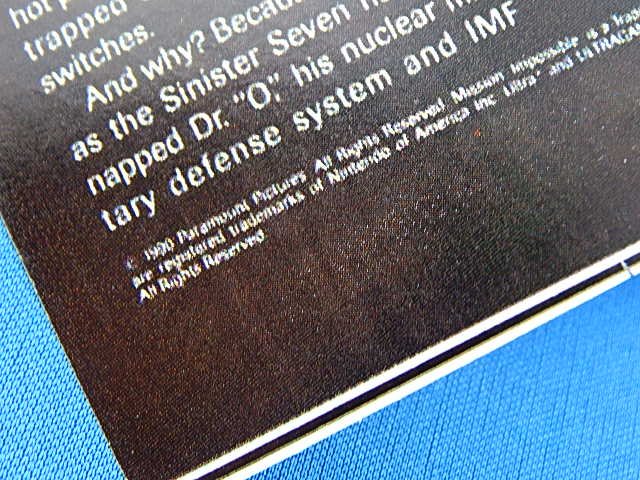 hot
trapped
switches.
And why?
as the Sinister Seven
napped Dr. "O," his nuclear
tary defense system and IMF
© 1990 Paramount Pictures All Rights Reserved Mission Impossible is a
are registered trademarks of Nintendo of America Inc Ultra® and
All Rights Reserved